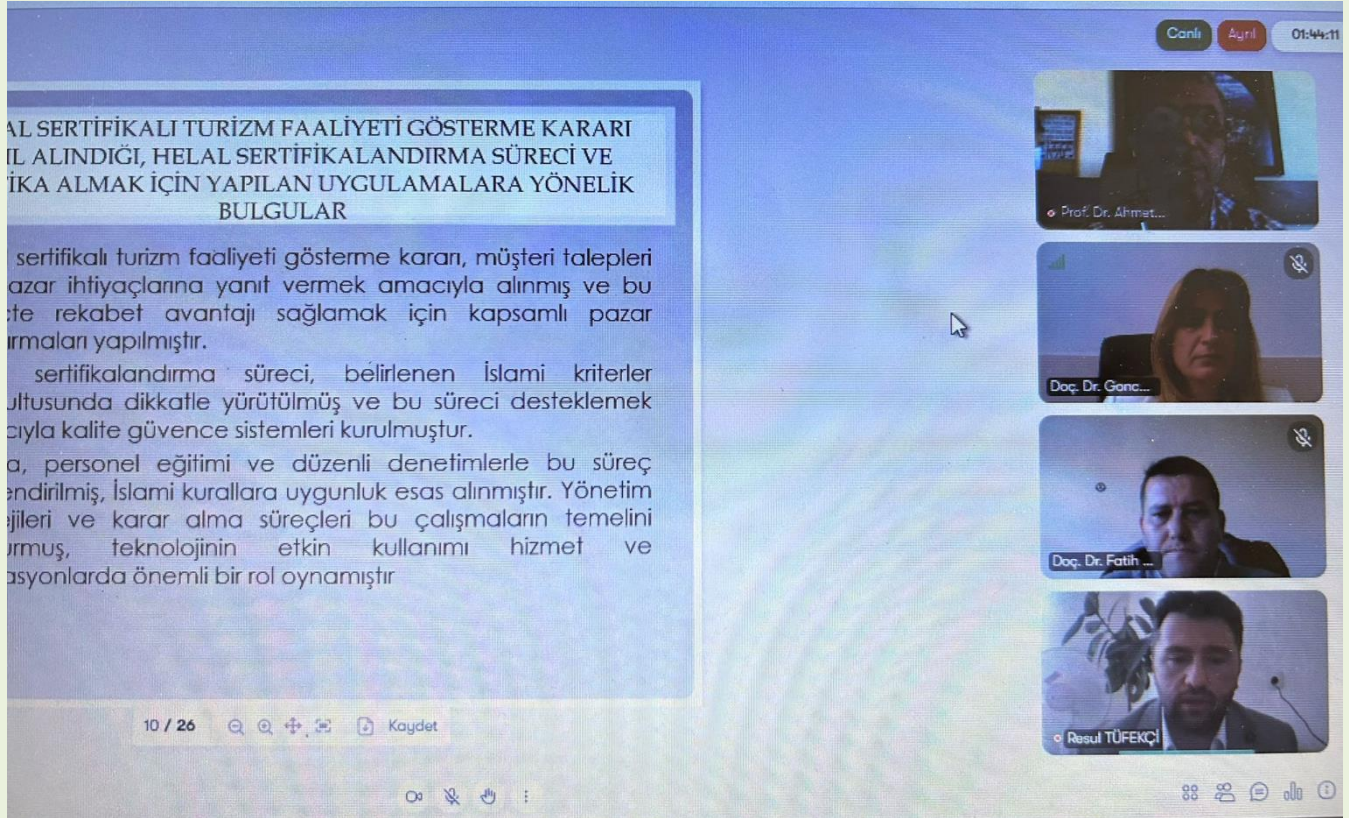 Canlı Ayrıl 01:44:11
AL SERTİFİKALI TURİZM FAALİYETİ GÖSTERME KARARI
IL ALINDIĞI, HELAL SERTİFİKALANDIRMA SÜRECİ VE
İKA ALMAK İÇİN YAPILAN UYGULAMALARA YÖNELİK
BULGULAR
sertifikalı turizm faaliyeti gösterme kararı, müşteri talepleri
azar ihtiyaçlarına yanıt vermek amacıyla alınmış ve bu
te rekabet avantajı sağlamak için kapsamlı pazar
ırmaları yapılmıştır.
sertifikalandırma süreci, belirlenen İslami kriterler
ultusunda dikkatle yürütülmüş ve bu süreci desteklemek
cıyla kalite güvence sistemleri kurulmuştur.
a, personel eğitimi ve düzenli denetimlerle bu süreç
endirilmiş, İslami kurallara uygunluk esas alınmıştır. Yönetim
ejileri ve karar alma süreçleri bu çalışmaların temelini
urmuş, teknolojinin etkin kullanımı hizmet ve
asyonlarda önemli bir rol oynamıştır
10 / 26 Kaydet
Prof. Dr. Ahmet...
Doç. Dr. Gonc...
Doç. Dr. Fatih ...
Resul TÜFEKÇİ